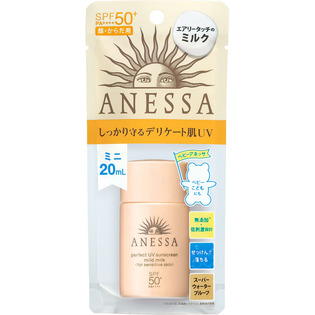 SPF50+
PA++++
顔・からだ用
エアリータッチの
ミルク
ANESSA
しっかり守るデリケート肌UV
ミニ
20mL
ベビーアネッサ
ベビー
こども
にも
無添加*
低刺激設計
せっけんで
落ちる
スーパー
ウォーター
プルーフ
ANESSA
perfect UV sunscreen
mild milk
<for sensitive skin>
SPF
50+
PA++++